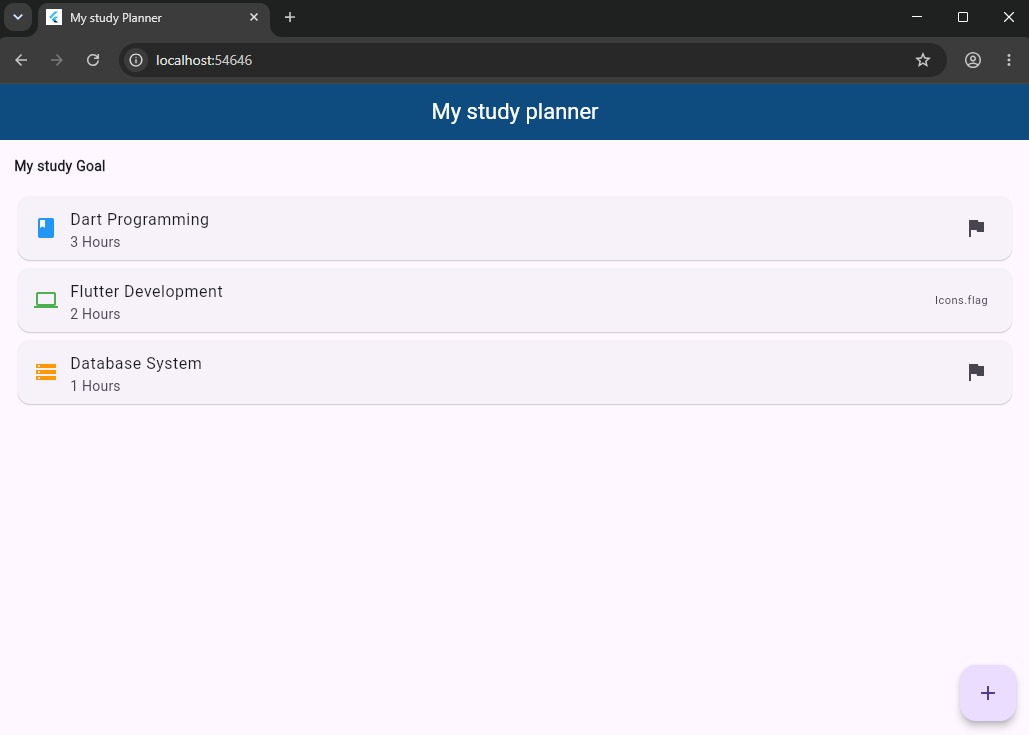 My study Planner
localhost:54646
My study planner
My study Goal
Dart Programming
3 Hours
Flutter Development
2 Hours
Icons.flag
Database System
1 Hours